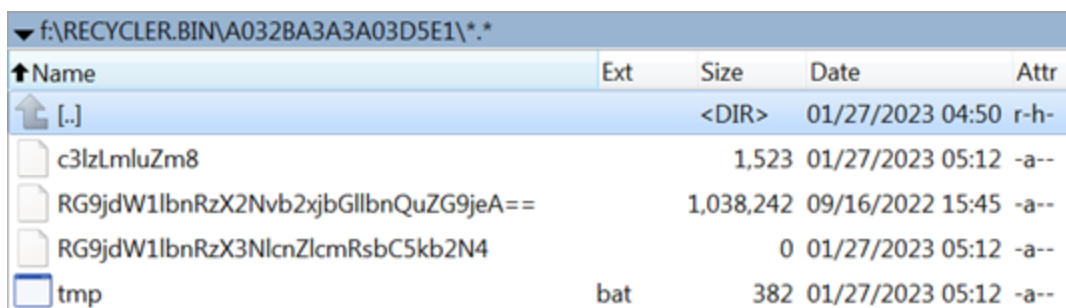 f:\RECYCLER.BIN\A032BA3A3A03D5E1\*.*
Name Ext Size Date Attr
[..] <DIR> 01/27/2023 04:50 r-h-
c3lzLmluZm8 1,523 01/27/2023 05:12 -a--
RG9jdW1lbnRzX2Nvb2xjbGllbnQuZG9jeA== 1,038,242 09/16/2022 15:45 -a--
RG9jdW1lbnRzX3NlcnZlcmRsbC5kb2N4 0 01/27/2023 05:12 -a--
tmp bat 382 01/27/2023 05:12 -a--